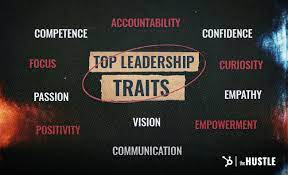 ACCOUNTABILITY
COMPETENCE
CONFIDENCE
FOCUS
TOP LEADERSHIP
TRAITS
CURIOSITY
PASSION
EMPATHY
VISION
POSITIVITY
EMPOWERMENT
COMMUNICATION
the HUSTLE